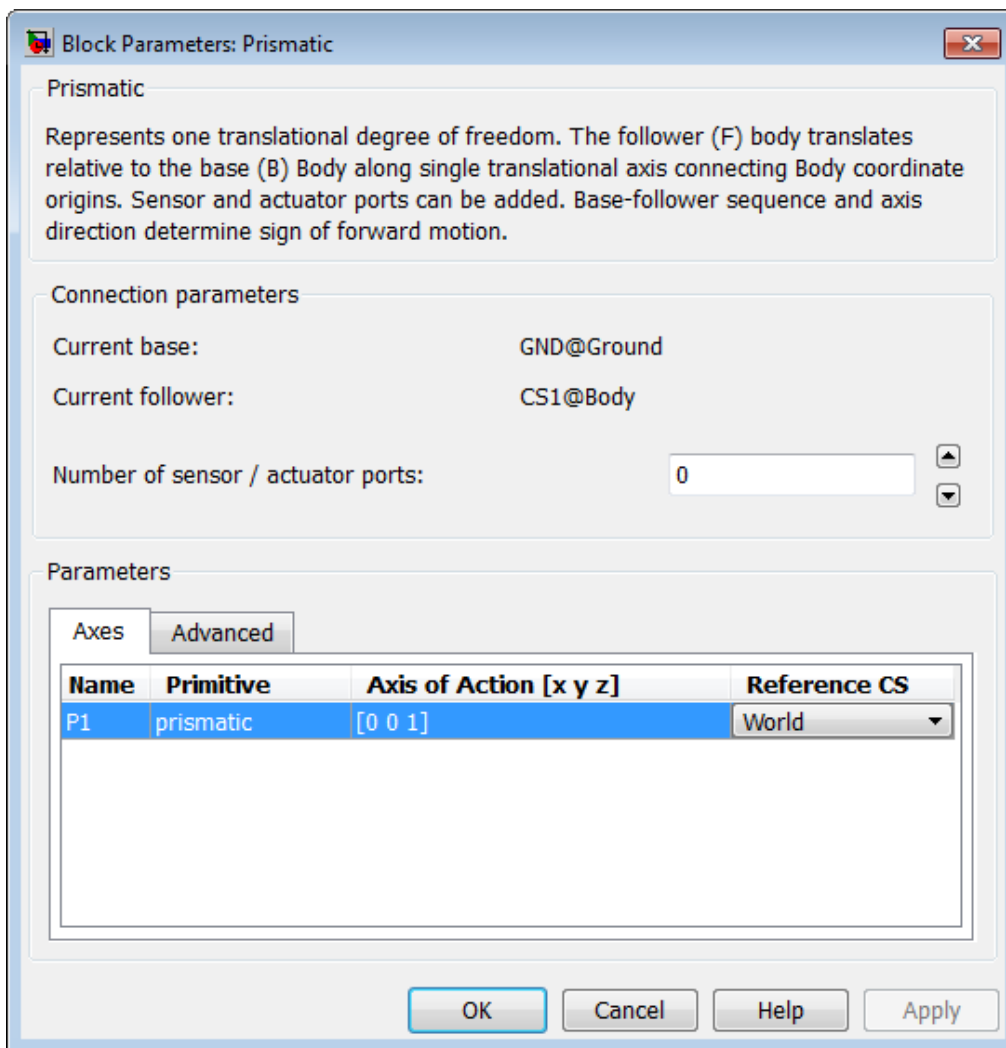 Block Parameters: Prismatic
Prismatic
Represents one translational degree of freedom. The follower (F) body translates
relative to the base (B) Body along single translational axis connecting Body coordinate
origins. Sensor and actuator ports can be added. Base-follower sequence and axis
direction determine sign of forward motion.
Connection parameters
Current base: GND@Ground
Current follower: CS1@Body
Number of sensor / actuator ports: 0
Parameters
Axes Advanced
Name Primitive Axis of Action [x y z] Reference CS
P1 prismatic [0 0 1] World
OK Cancel Help Apply